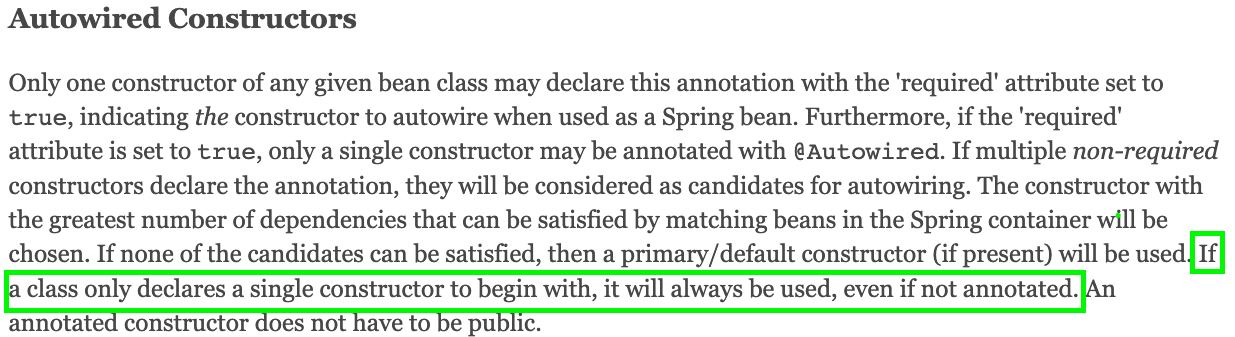 Autowired Constructors
Only one constructor of any given bean class may declare this annotation with the 'required' attribute set to
true, indicating the constructor to autowire when used as a Spring bean. Furthermore, if the 'required'
attribute is set to true, only a single constructor may be annotated with @Autowired. If multiple non-required
constructors declare the annotation, they will be considered as candidates for autowiring. The constructor with
the greatest number of dependencies that can be satisfied by matching beans in the Spring container will be
chosen. If none of the candidates can be satisfied, then a primary/default constructor (if present) will be used. If
a class only declares a single constructor to begin with, it will always be used, even if not annotated. An
annotated constructor does not have to be public.